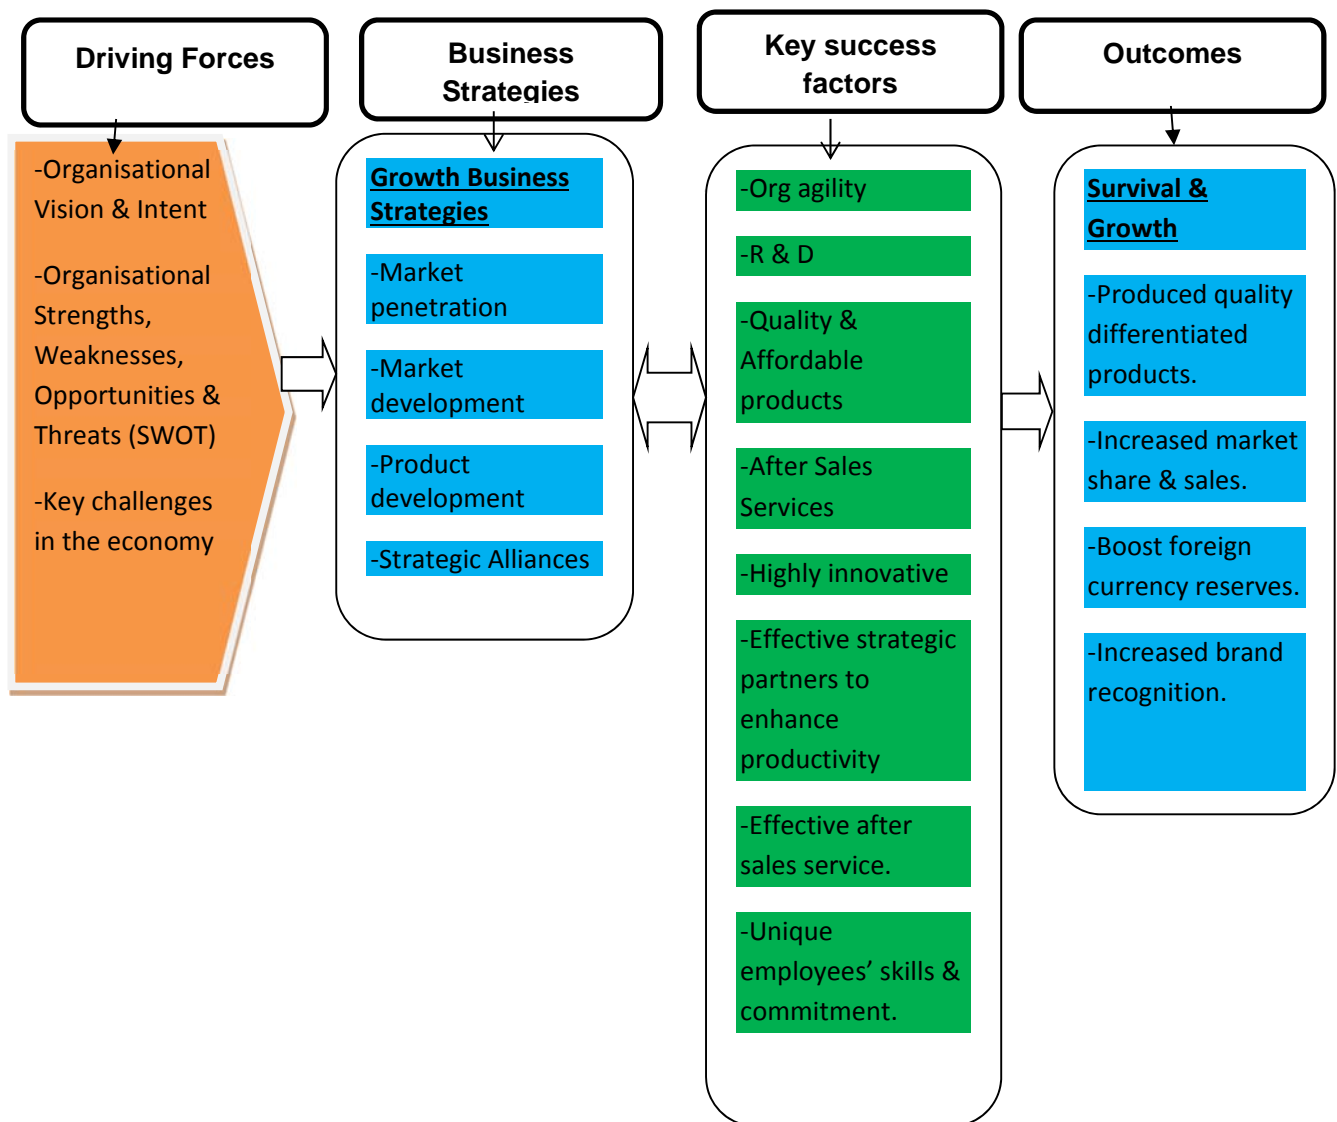 Driving Forces
-Organisational
Vision & Intent
-Organisational
Strengths,
Weaknesses,
Opportunities &
Threats (SWOT)
-Key challenges
in the economy
Business
Strategies
Growth Business
Strategies
-Market
penetration
-Market
development
-Product
development
-Strategic Alliances
Key success
factors
-Org agility
-R & D
-Quality &
Affordable
products
-After Sales
Services
-Highly innovative
-Effective strategic
partners to
enhance
productivity
-Effective after
sales service.
-Unique
employees’ skills &
commitment.
Outcomes
Survival &
Growth
-Produced quality
differentiated
products.
-Increased market
share & sales.
-Boost foreign
currency reserves.
-Increased brand
recognition.